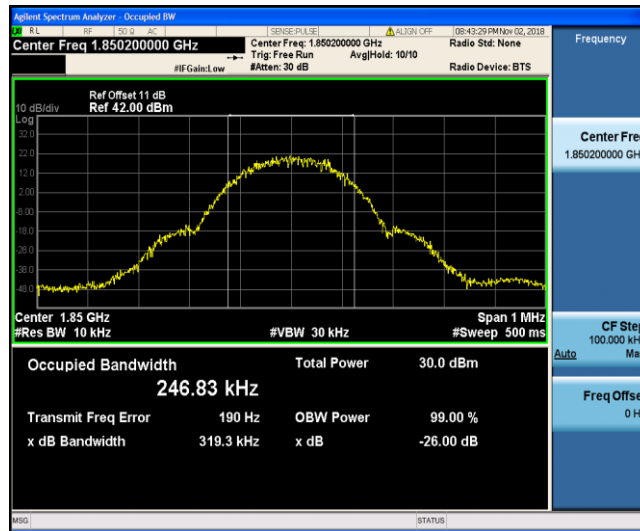 Agilent Spectrum Analyzer - Occupied BW
RL RF 50 Ω AC SENSE:PULSE ALIGN OFF 08:43:29 PM Nov 02, 2018
Center Freq 1.850200000 GHz Center Freq: 1.850200000 GHz Radio Std: None
Trig: Free Run Avg|Hold: 10/10
#IFGain:Low #Atten: 30 dB Radio Device: BTS
Frequency
Ref Offset 11 dB
10 dB/div Ref 42.00 dBm
Log
32.0
22.0
12.0
2.00
-8.00
-18.0
-28.0
-38.0
-48.0
Center 1.85 GHz Span 1 MHz
#Res BW 10 kHz #VBW 30 kHz #Sweep 500 ms
Occupied Bandwidth Total Power 30.0 dBm
246.83 kHz
Transmit Freq Error 190 Hz OBW Power 99.00 %
x dB Bandwidth 319.3 kHz x dB -26.00 dB
Center Fre
1.850200000 GH
CF Ste
100.000 kH
Auto Ma
Freq Offse
0 H
MSG STATUS